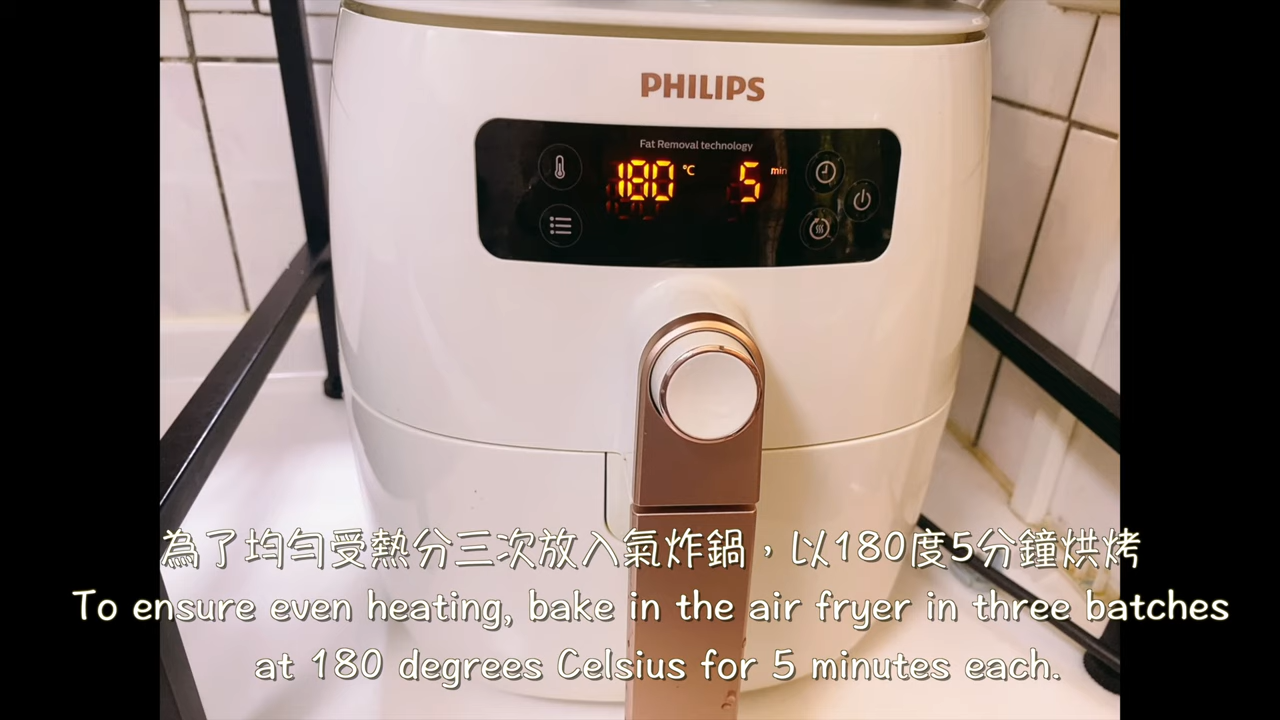 PHILIPS
Fat Removal technology
180 °C 5 min
為了均勻受熱分三次放入氣炸鍋，以180度5分鐘烘烤
To ensure even heating, bake in the air fryer in three batches
at 180 degrees Celsius for 5 minutes each.